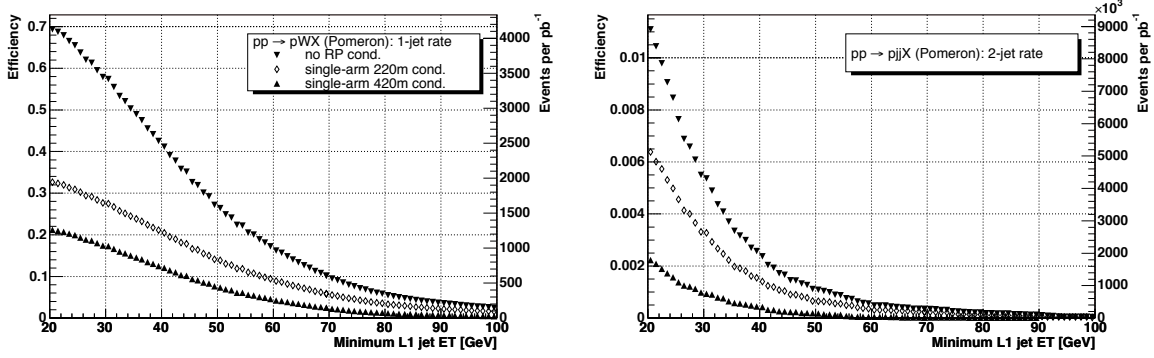 Efficiency
0.7
0.6
0.5
0.4
0.3
0.2
0.1
0
pp → pWX (Pomeron): 1-jet rate
no RP cond.
single-arm 220m cond.
single-arm 420m cond.
4000
3500
3000
2500
2000
1500
1000
500
0
Events per pb-1
20 30 40 50 60 70 80 90 100
Minimum L1 jet ET [GeV]
Efficiency
0.01
0.008
0.006
0.004
0.002
0
pp → pjjX (Pomeron): 2-jet rate
×10³
9000
8000
7000
6000
5000
4000
3000
2000
1000
0
Events per pb-1
20 30 40 50 60 70 80 90 100
Minimum L1 jet ET [GeV]